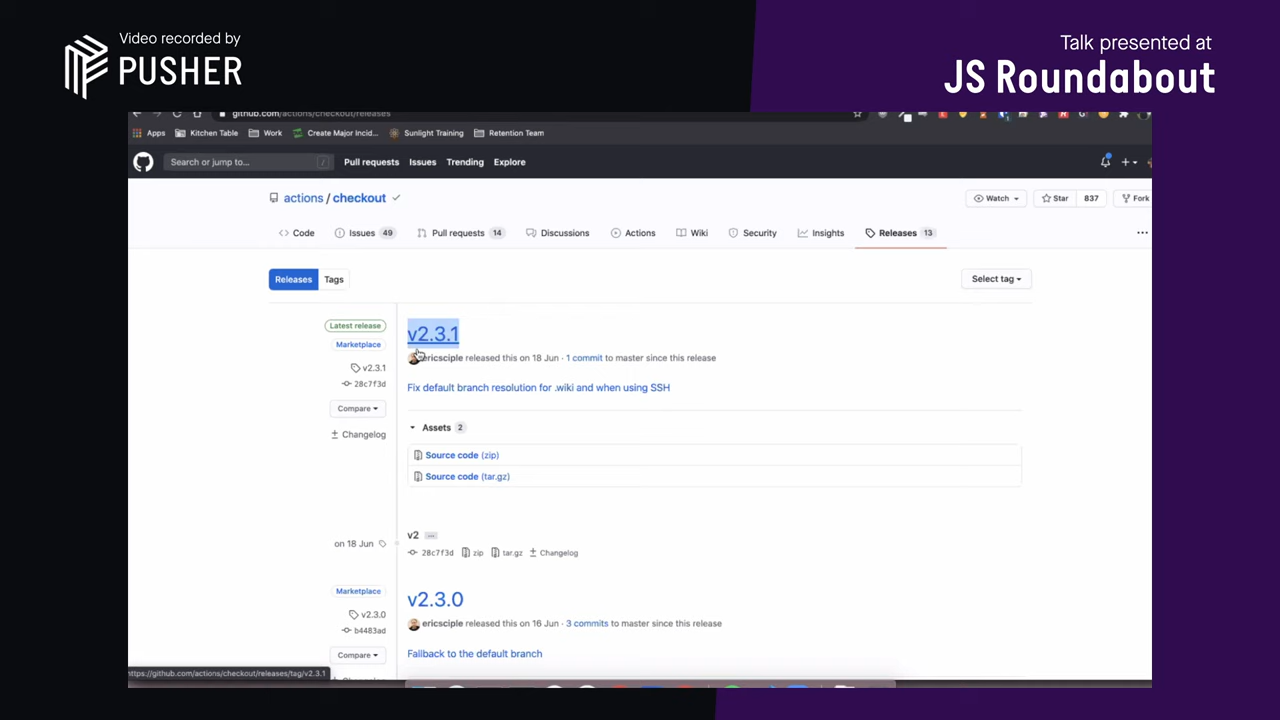 Video recorded by
PUSHER
Talk presented at
JS Roundabout
github.com/actions/checkout/releases
Apps Kitchen Table Work Create Major Incid... Sunlight Training Retention Team
Search or jump to... / Pull requests Issues Trending Explore
actions / checkout Watch Star 837 Fork
Code Issues 49 Pull requests 14 Discussions Actions Wiki Security Insights Releases 13 ...
Releases Tags Select tag
Latest release v2.3.1
Marketplace
ericsciple released this on 18 Jun · 1 commit to master since this release
v2.3.1
28c7f3d Fix default branch resolution for .wiki and when using SSH
Compare
Changelog Assets 2
Source code (zip)
Source code (tar.gz)
v2 ...
on 18 Jun
28c7f3d zip tar.gz Changelog
Marketplace v2.3.0
v2.3.0 ericsciple released this on 16 Jun · 3 commits to master since this release
b4483ad
Compare Fallback to the default branch
https://github.com/actions/checkout/releases/tag/v2.3.1